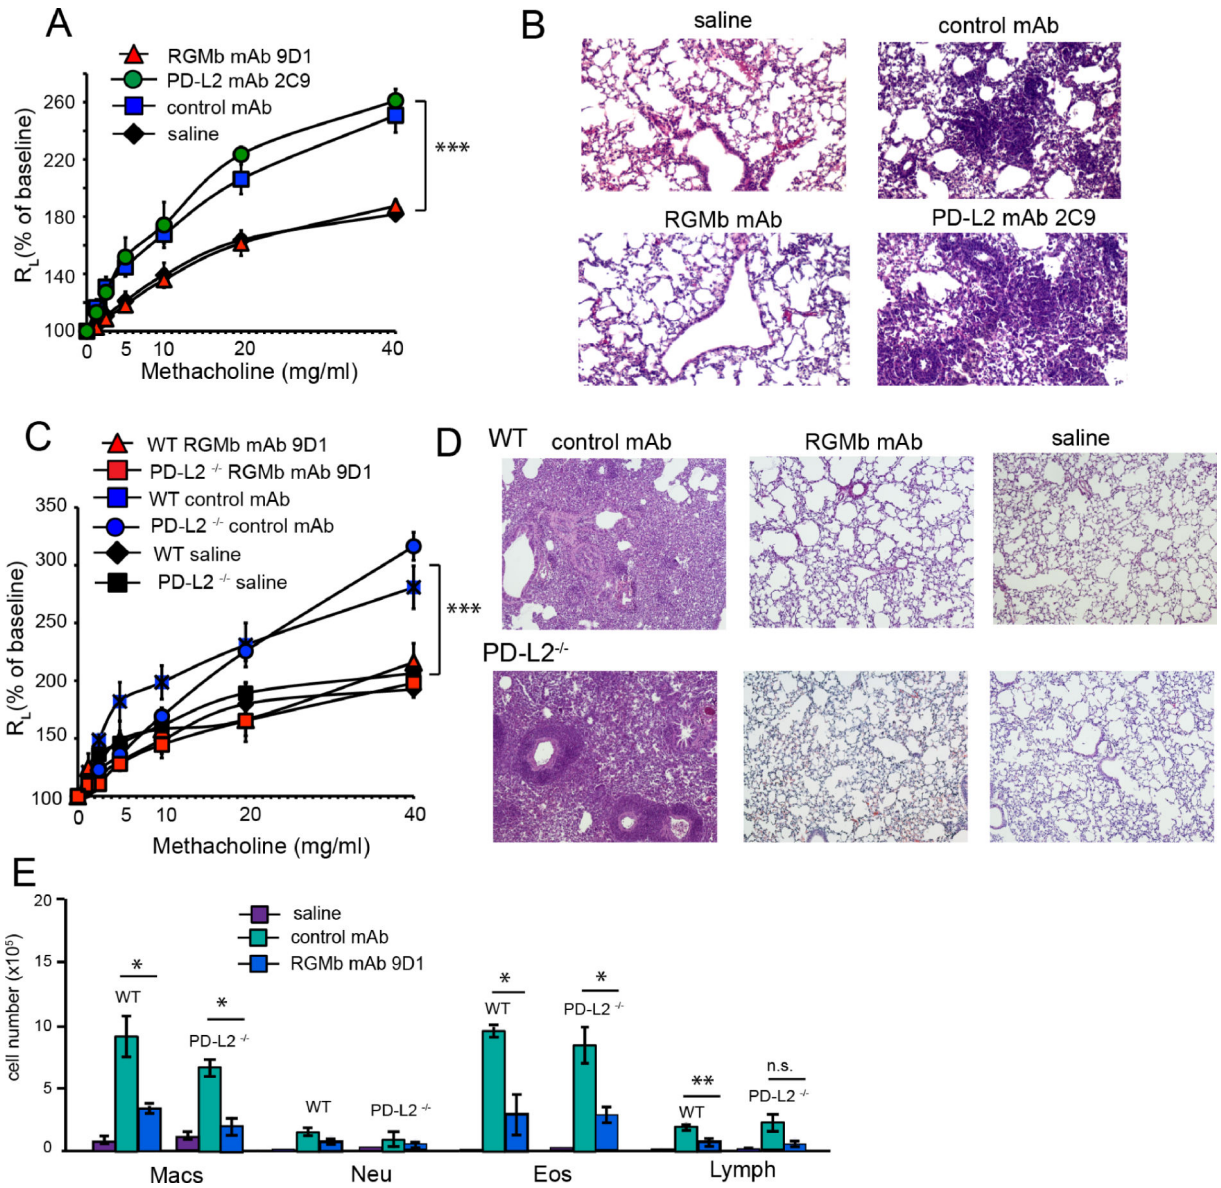 A
RGMb mAb 9D1
PD-L2 mAb 2C9
control mAb
saline
260
220
180
140
100
0
5
10
20
40
***
R_L(% of baseline)
Methacholine (mg/ml)
B
saline
control mAb
RGMb mAb
PD-L2 mAb 2C9
C
WT RGMb mAb 9D1
PD-L2 -/- RGMb mAb 9D1
WT control mAb
PD-L2 -/- control mAb
WT saline
PD-L2 -/- saline
350
300
250
200
150
100
0
5
10
20
40
***
R_L(% of baseline)
Methacholine (mg/ml)
D
WT
control mAb
RGMb mAb
saline
PD-L2-/-
E
saline
control mAb
RGMb mAb 9D1
20
15
10
5
0
cell number (x10⁵)
*
WT
*
PD-L2 -/-
WT
PD-L2 -/-
*
WT
*
PD-L2 -/-
**
WT
n.s.
PD-L2 -/-
Macs
Neu
Eos
Lymph